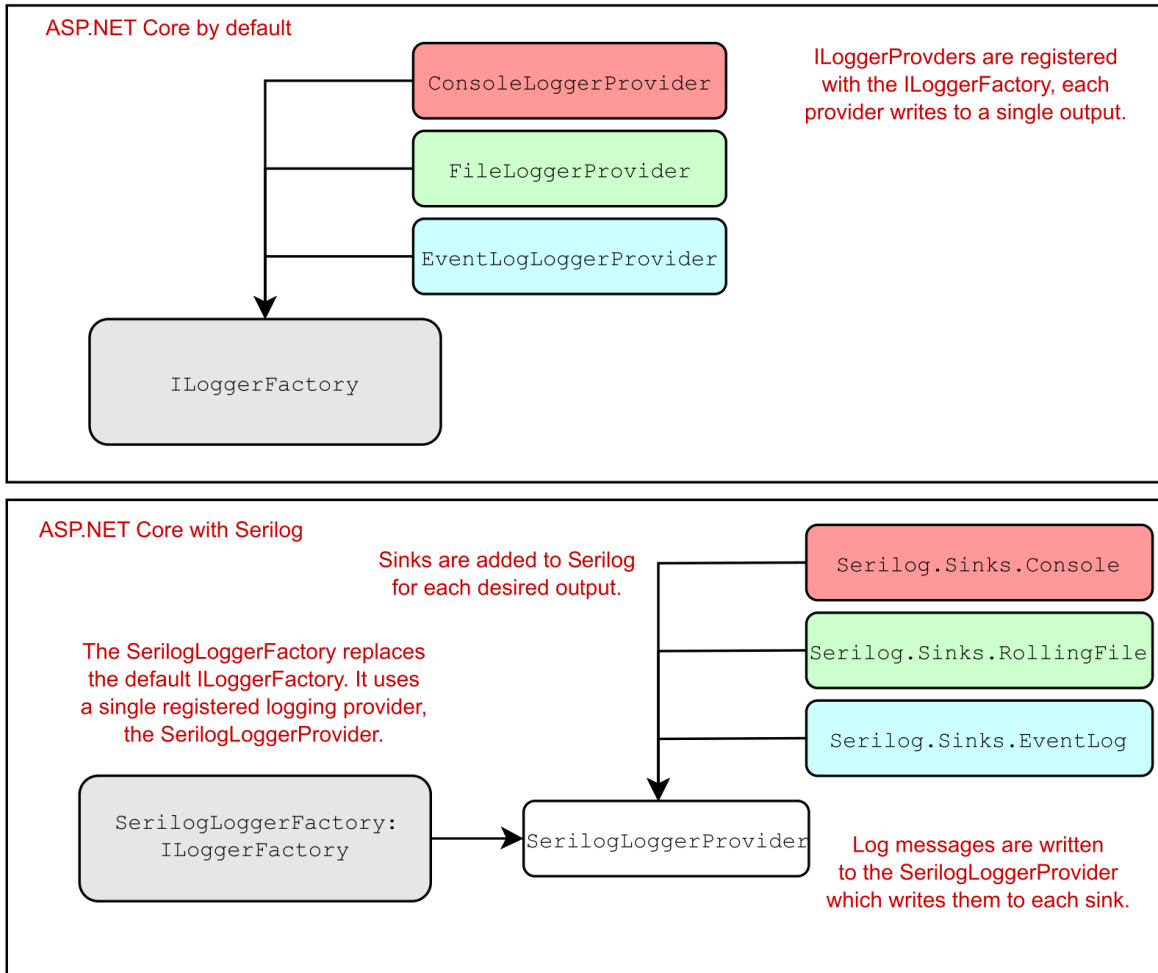 ASP.NET Core by default
ConsoleLoggerProvider
ILoggerProvders are registered
with the ILoggerFactory, each
provider writes to a single output.
FileLoggerProvider
EventLogLoggerProvider
ILoggerFactory
ASP.NET Core with Serilog
Sinks are added to Serilog
for each desired output.
Serilog.Sinks.Console
Serilog.Sinks.RollingFile
Serilog.Sinks.EventLog
The SerilogLoggerFactory replaces
the default ILoggerFactory. It uses
a single registered logging provider,
the SerilogLoggerProvider.
SerilogLoggerFactory:
ILoggerFactory
SerilogLoggerProvider
Log messages are written
to the SerilogLoggerProvider
which writes them to each sink.